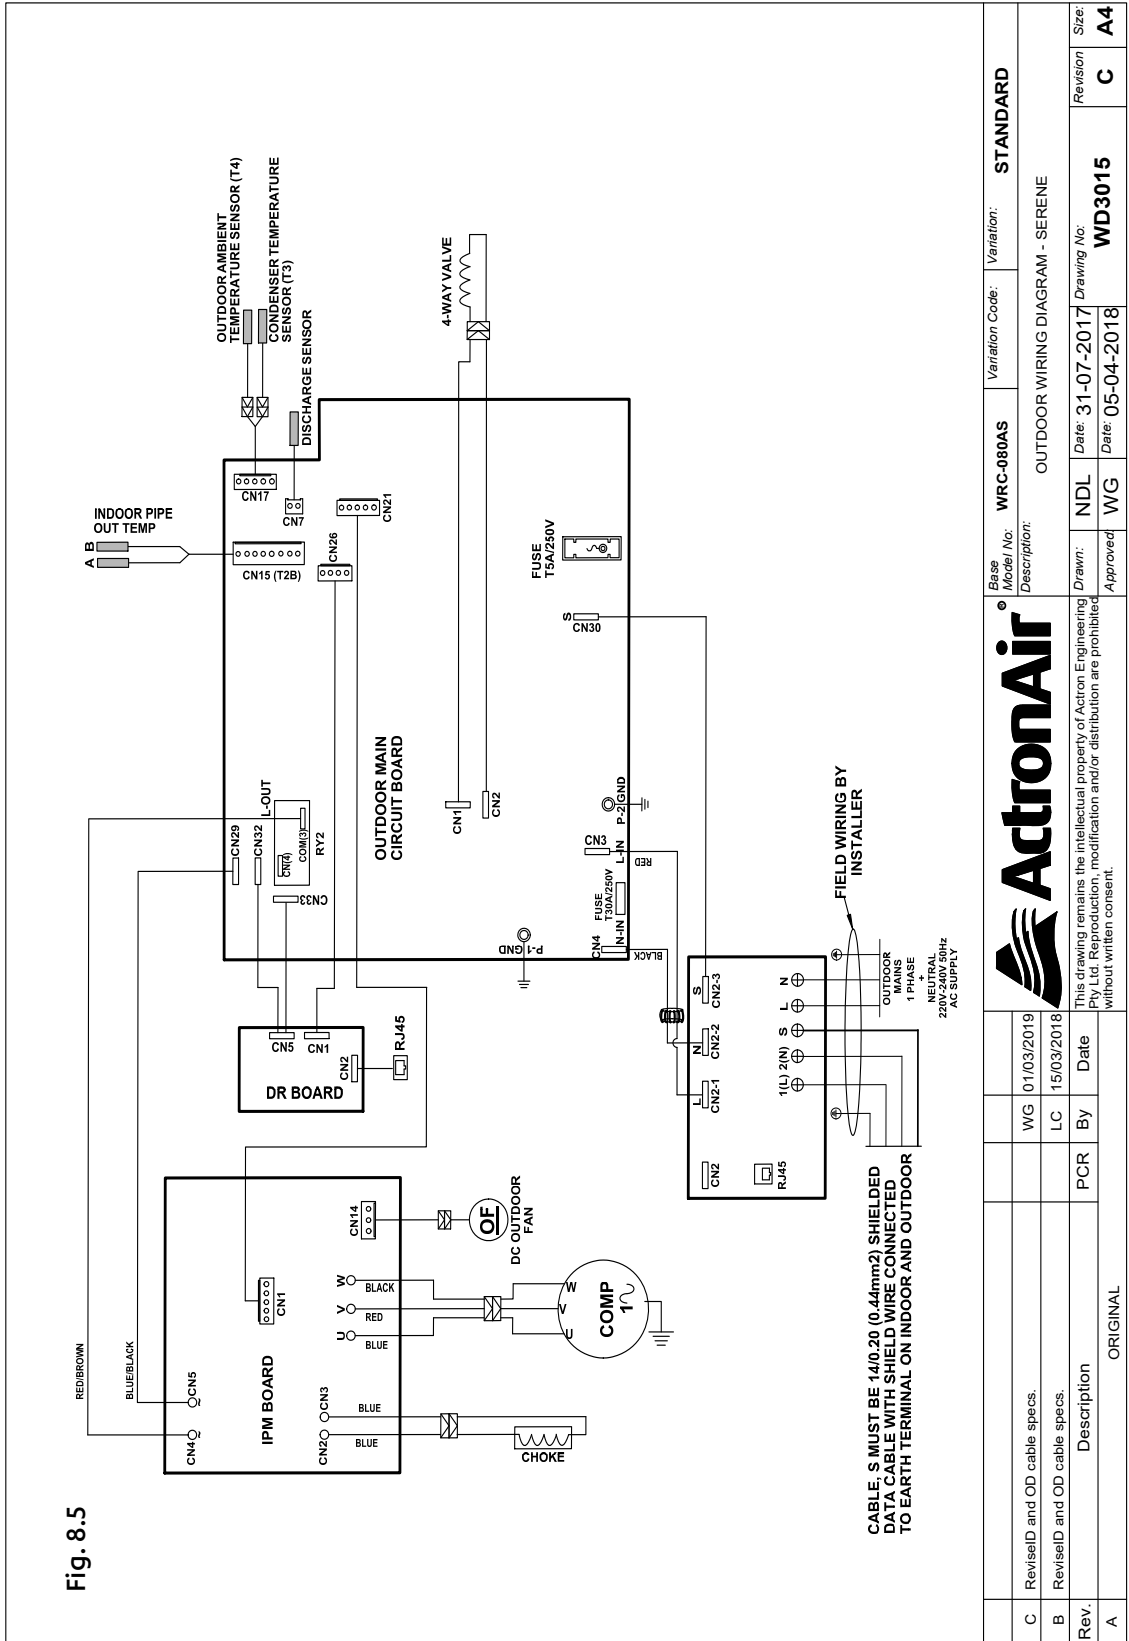 Fig. 8.5
RED/BROWN
BLUE/BLACK
CN4
~
CN5
~
IPM BOARD
CN1
CN2
CN3
BLUE
BLUE
CHOKE
U
V
W
BLUE
RED
BLACK
U
V
W
COMP
1
CN14
OF
DC OUTDOOR
FAN
DR BOARD
CN5
CN1
CN2
RJ45
INDOOR PIPE
OUT TEMP
A
B
OUTDOOR AMBIENT
TEMPERATURE SENSOR (T4)
CONDENSER TEMPERATURE
SENSOR (T3)
DISCHARGE SENSOR
CN17
CN7
CN15 (T2B)
CN26
CN21
CN29
CN32
L-OUT
CN(4)
COM(3)
RY2
CN33
OUTDOOR MAIN
CIRCUIT BOARD
4-WAY VALVE
CN1
CN2
FUSE
T5A/250V
S
CN30
P-1 GND
P-2 GND
CN3
L-IN
RED
FUSE
T30A/250V
CN4
N-IN
BLACK
CN2
RJ45
L
CN2-1
N
CN2-2
S
CN2-3
1(L)
2(N)
S
L
N
FIELD WIRING BY
INSTALLER
OUTDOOR
MAINS
1 PHASE
+
NEUTRAL
220V-240V 50Hz
AC SUPPLY
CABLE, S MUST BE 14/0.20 (0.44mm2) SHIELDED
DATA CABLE WITH SHIELD WIRE CONNECTED
TO EARTH TERMINAL ON INDOOR AND OUTDOOR
C
ReviseID and OD cable specs.
WG
01/03/2019
B
ReviseID and OD cable specs.
LC
15/03/2018
Rev.
Description
PCR
By
Date
A
ORIGINAL
ActronAir®
This drawing remains the intellectual property of Actron Engineering
Pty Ltd. Reproduction, modification and/or distribution are prohibited
without written consent.
Base
Model No:
WRC-080AS
Variation Code:
Variation:
STANDARD
Description:
OUTDOOR WIRING DIAGRAM - SERENE
Drawn:
NDL
Date:
31-07-2017
Drawing No:
WD3015
Revision
C
Size:
A4
Approved:
WG
Date:
05-04-2018